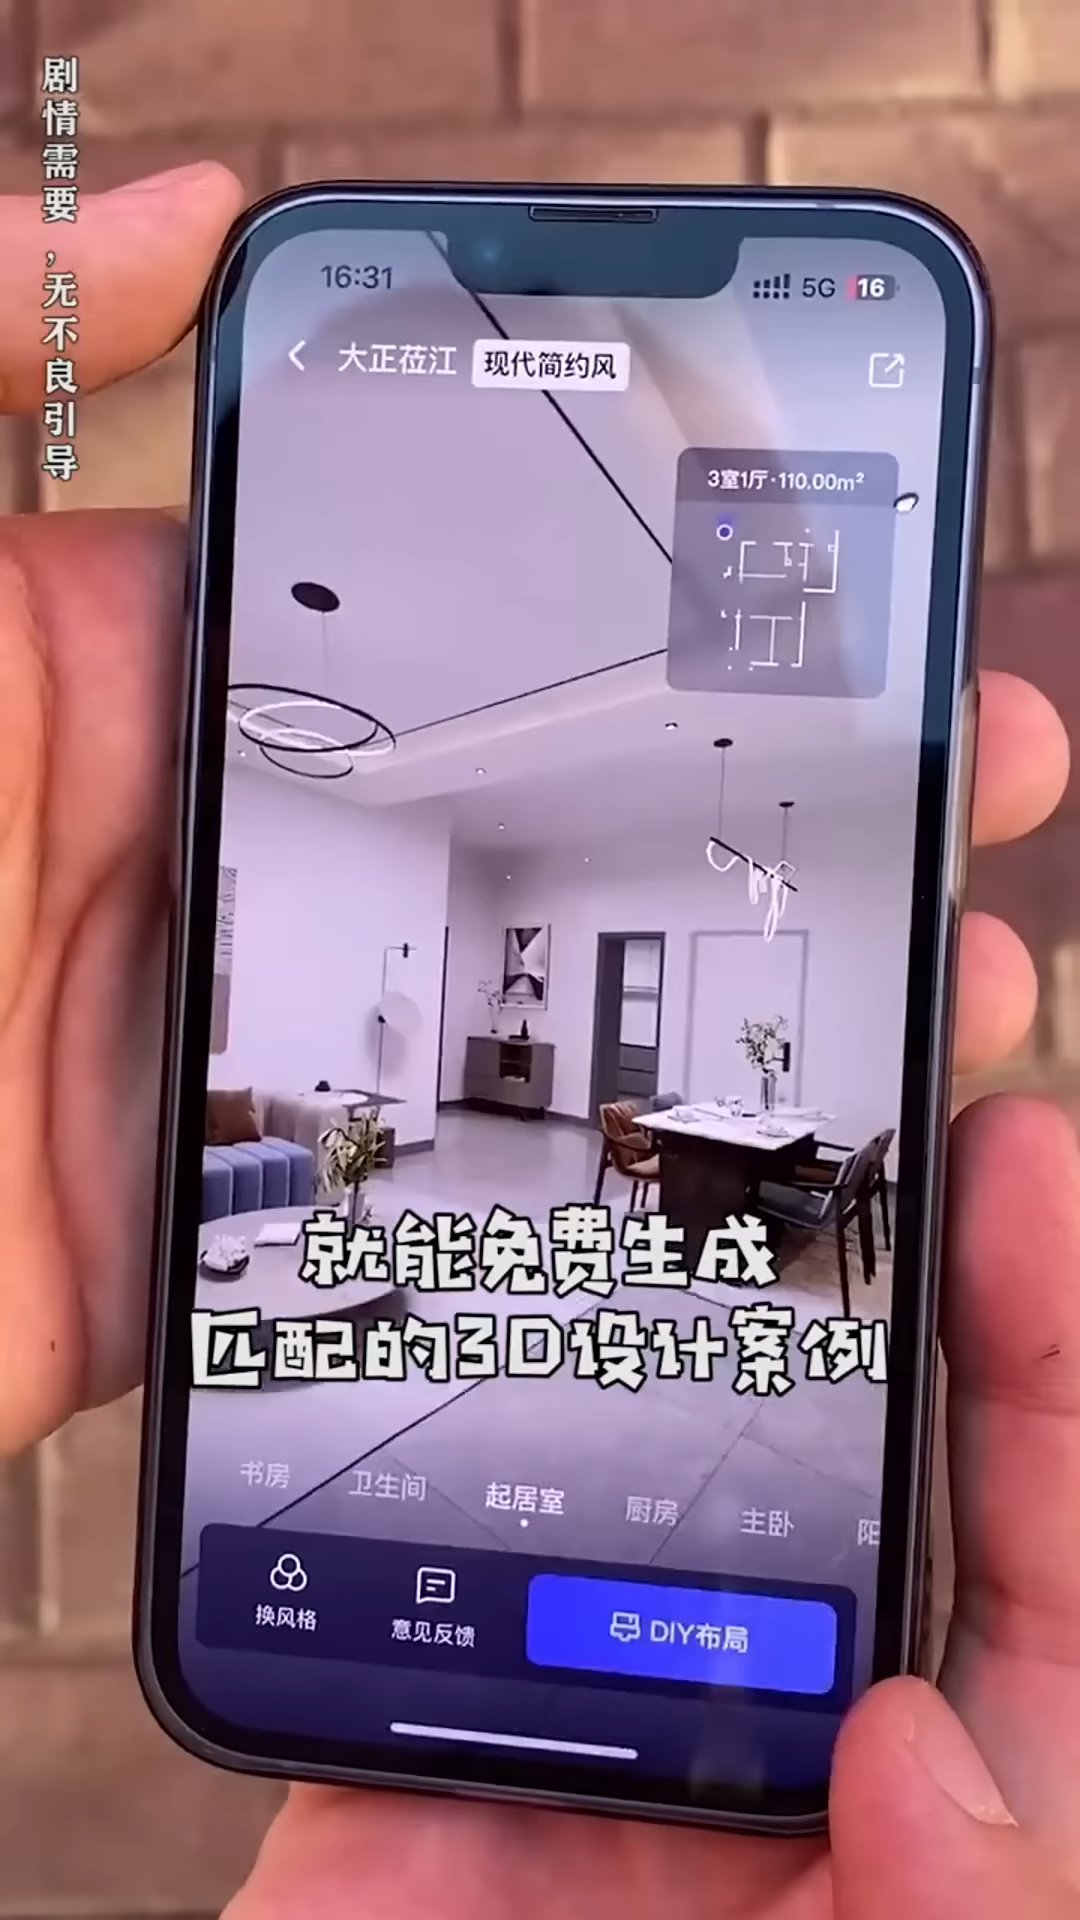 剧情需要，无不良引导
16:31
5G 16
大正莅江 现代简约风
3室1厅·110.00m²
就能免费生成
匹配的3D设计案例
书房 卫生间 起居室 厨房 主卧 阳
换风格 意见反馈 DIY布局